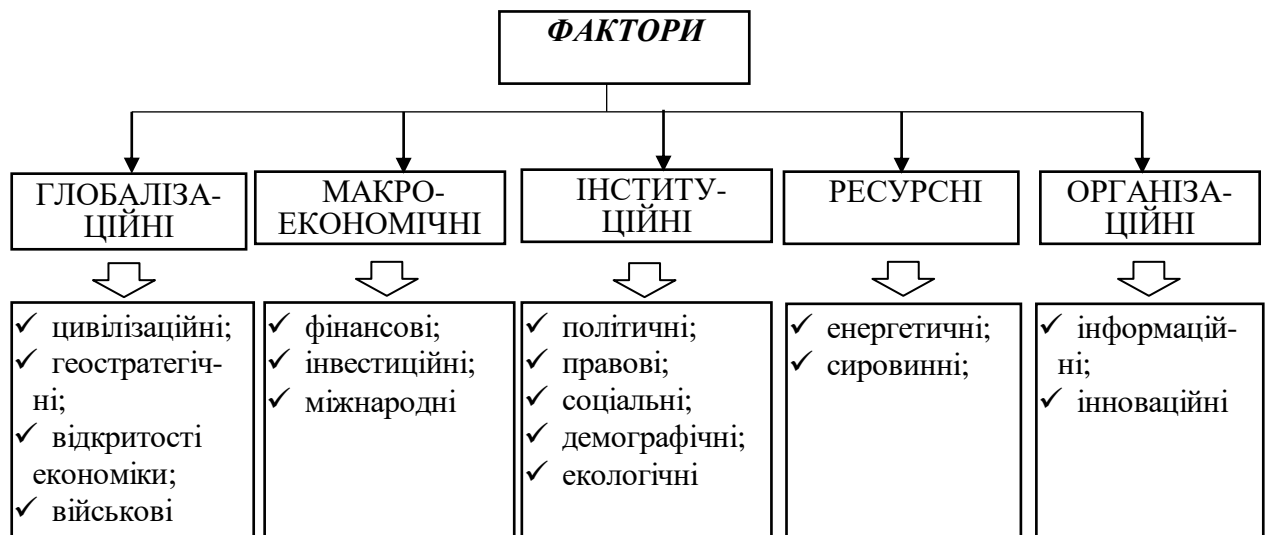 ФАКТОРИ
ГЛОБАЛІЗА-
ЦІЙНІ
МАКРО-
ЕКОНОМІЧНІ
ІНСТИТУ-
ЦІЙНІ
РЕСУРСНІ
ОРГАНІЗА-
ЦІЙНІ
✓ цивілізаційні;
✓ геостратегіч-
ні;
✓ відкритості
економіки;
✓ військові
✓ фінансові;
✓ інвестиційні;
✓ міжнародні
✓ політичні;
✓ правові;
✓ соціальні;
✓ демографічні;
✓ екологічні
✓ енергетичні;
✓ сировинні;
✓ інформацій-
ні;
✓ інноваційні